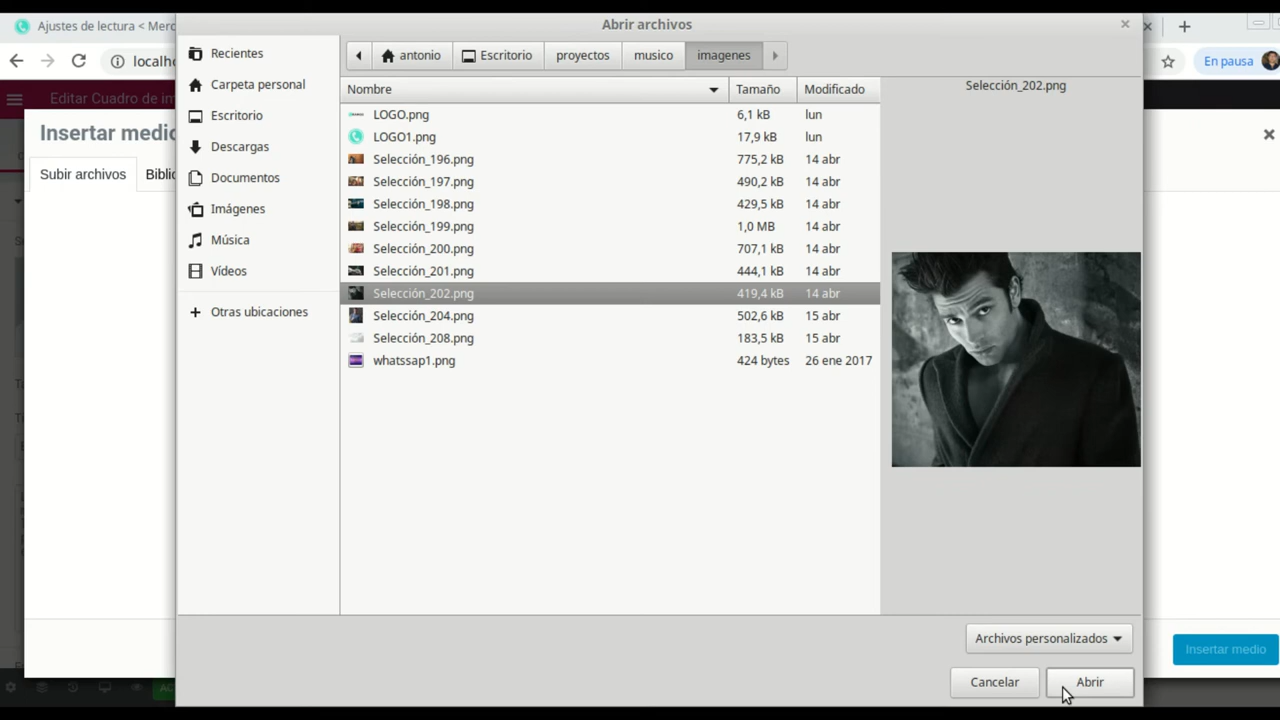 Abrir archivos
Ajustes de lectura < Merc
localh
En pausa
Editar Cuadro de im
Insertar medio
Subir archivos
Biblio
Recientes
Carpeta personal
Escritorio
Descargas
Documentos
Imágenes
Música
Vídeos
Otras ubicaciones
antonio Escritorio proyectos musico imagenes
Nombre Tamaño Modificado
LOGO.png 6,1 kB lun
LOGO1.png 17,9 kB lun
Selección_196.png 775,2 kB 14 abr
Selección_197.png 490,2 kB 14 abr
Selección_198.png 429,5 kB 14 abr
Selección_199.png 1,0 MB 14 abr
Selección_200.png 707,1 kB 14 abr
Selección_201.png 444,1 kB 14 abr
Selección_202.png 419,4 kB 14 abr
Selección_204.png 502,6 kB 15 abr
Selección_208.png 183,5 kB 15 abr
whatssap1.png 424 bytes 26 ene 2017
Selección_202.png
Archivos personalizados
Cancelar Abrir
Insertar medio